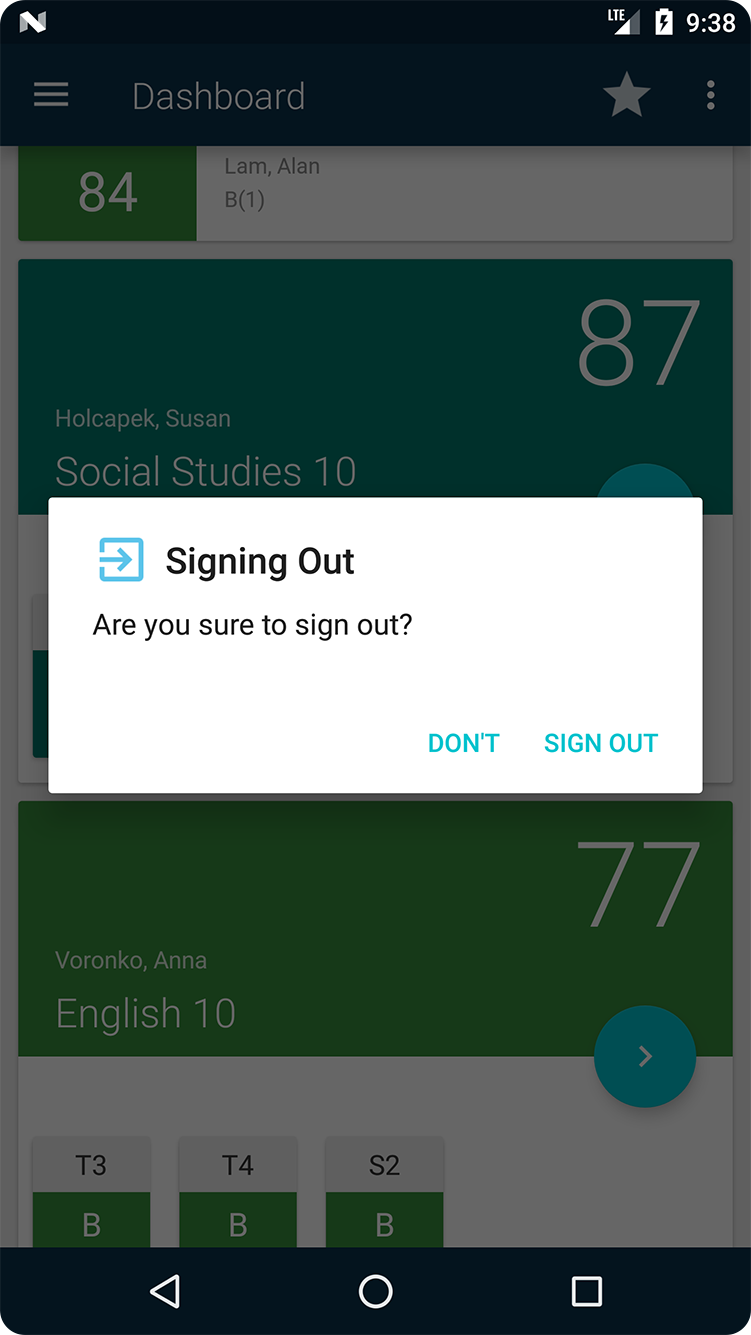 LTE 9:38
Dashboard
84
Lam, Alan
B(1)
87
Holcapek, Susan
Social Studies 10
Signing Out
Are you sure to sign out?
DON'T SIGN OUT
77
Voronko, Anna
English 10
T3 T4 S2
B B B